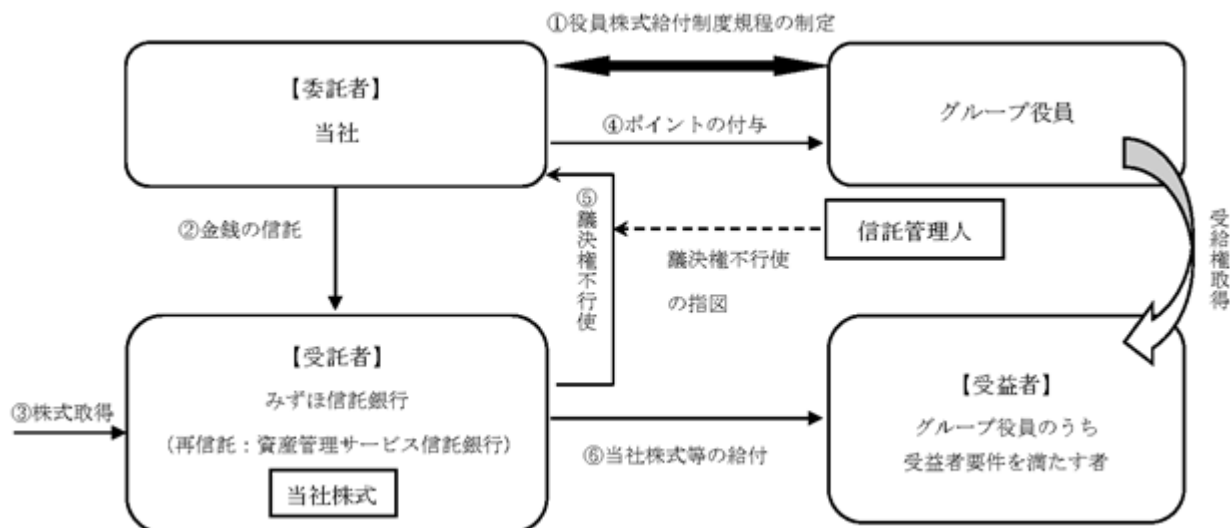 ①役員株式給付制度規程の制定
【委託者】
当社
グループ役員
④ポイントの付与
②金銭の信託
⑤議決権不行使
信託管理人
議決権不行使
の指図
受給権取得
【受託者】
みずほ信託銀行
(再信託：資産管理サービス信託銀行)
当社株式
③株式取得
⑥当社株式等の給付
【受益者】
グループ役員のうち
受益者要件を満たす者